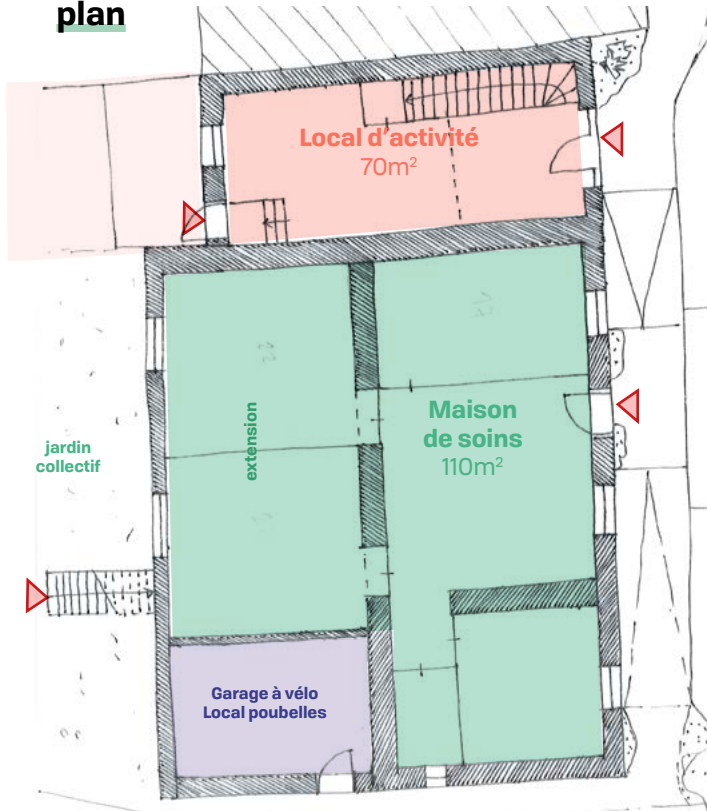 plan
Local d'activité
70m²
Maison
de soins
110m²
extension
jardin
collectif
Garage à vélo
Local poubelles